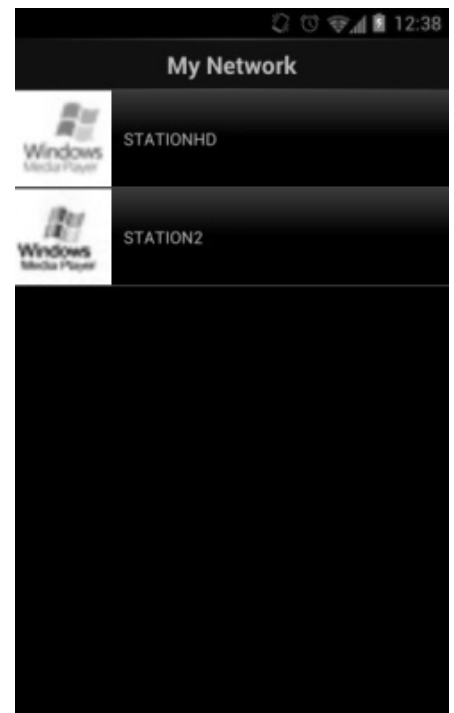 12:38
My Network
Windows
Media Player
STATIONHD
Windows
Media Player
STATION2